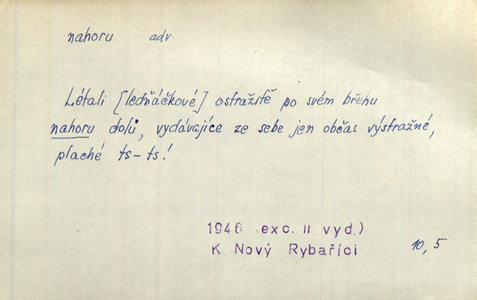 nahoru adv
Létali [ledňáčkové] ostražitě po svém břehu
nahoru dolů, vydávajíce ze sebe jen občas výstražné,
plaché ts-ts!
1946 (exc. II. vyd.)
K Nový Rybaříci
10,5